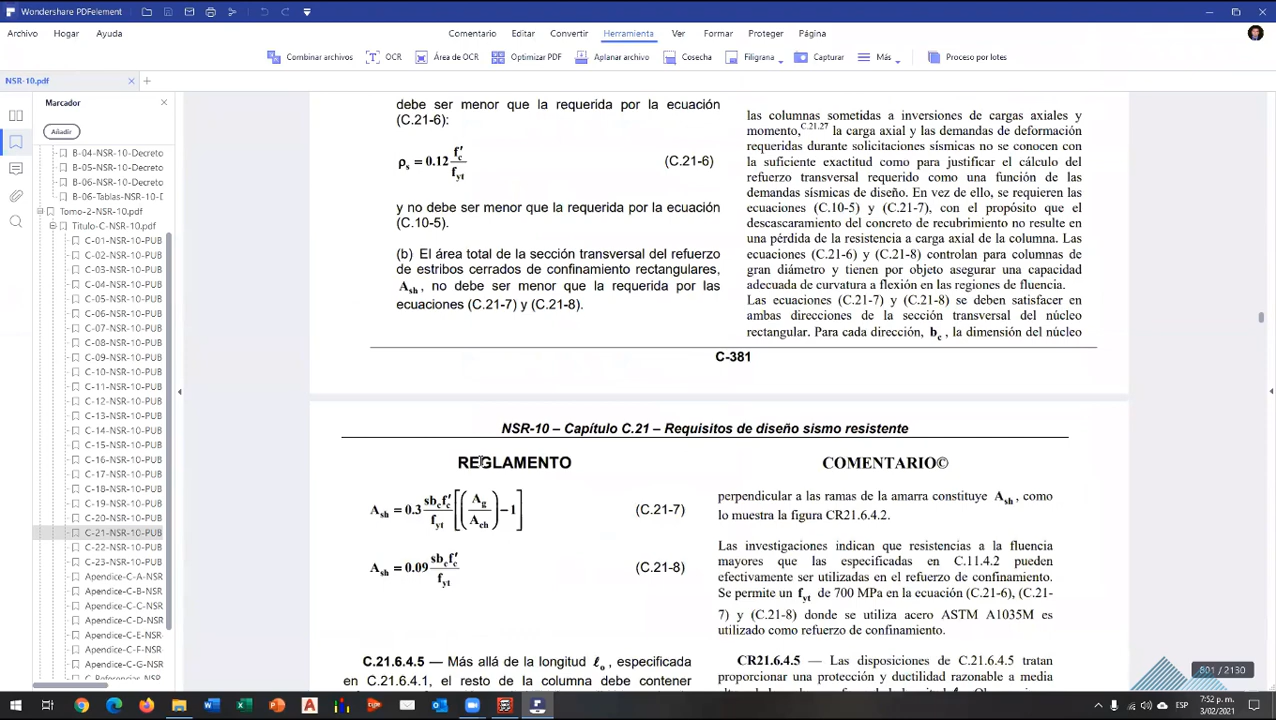 Wondershare PDFelement
Archivo Hogar Ayuda Comentario Editar Convertir Herramienta Ver Formar Proteger Página
Combinar archivos OCR Área de OCR Optimizar PDF Aplanar archivo Cosecha Filigrana Capturar Más Proceso por lotes
NSR-10.pdf
Marcador
Añadir
B-04-NSR-10-Decreto
B-05-NSR-10-Decreto
B-06-NSR-10-Decreto
B-06-Tablas-NSR-10-D
Tomo-2-NSR-10.pdf
Titulo-C-NSR-10.pdf
C-01-NSR-10-PUB
C-02-NSR-10-PUB
C-03-NSR-10-PUB
C-04-NSR-10-PUB
C-05-NSR-10-PUB
C-06-NSR-10-PUB
C-07-NSR-10-PUB
C-08-NSR-10-PUB
C-09-NSR-10-PUB
C-10-NSR-10-PUB
C-11-NSR-10-PUB
C-12-NSR-10-PUB
C-13-NSR-10-PUB
C-14-NSR-10-PUB
C-15-NSR-10-PUB
C-16-NSR-10-PUB
C-17-NSR-10-PUB
C-18-NSR-10-PUB
C-19-NSR-10-PUB
C-20-NSR-10-PUB
C-21-NSR-10-PUB
C-22-NSR-10-PUB
C-23-NSR-10-PUB
Apendice-C-A-NSR
Apendice-C-B-NSR
Apendice-C-C-NSR
Apendice-C-D-NSR
Apendice-C-E-NSR
Apendice-C-F-NSR
Apendice-C-G-NSR
C-Referencias NSR-10
debe ser menor que la requerida por la ecuación
(C.21-6):
ρs = 0.12 f′c / fyt (C.21-6)
y no debe ser menor que la requerida por la ecuación
(C.10-5).
(b) El área total de la sección transversal del refuerzo
de estribos cerrados de confinamiento rectangulares,
Ash, no debe ser menor que la requerida por las
ecuaciones (C.21-7) y (C.21-8).
las columnas sometidas a inversiones de cargas axiales y
momento,C.21.27 la carga axial y las demandas de deformación
requeridas durante solicitaciones sísmicas no se conocen con
la suficiente exactitud como para justificar el cálculo del
refuerzo transversal requerido como una función de las
demandas sísmicas de diseño. En vez de ello, se requieren las
ecuaciones (C.10-5) y (C.21-7), con el propósito que el
descascaramiento del concreto de recubrimiento no resulte en
una pérdida de la resistencia a carga axial de la columna. Las
ecuaciones (C.21-6) y (C.21-8) controlan para columnas de
gran diámetro y tienen por objeto asegurar una capacidad
adecuada de curvatura a flexión en las regiones de fluencia.
Las ecuaciones (C.21-7) y (C.21-8) se deben satisfacer en
ambas direcciones de la sección transversal del núcleo
rectangular. Para cada dirección, bc, la dimensión del núcleo
C-381
NSR-10 – Capítulo C.21 – Requisitos de diseño sismo resistente
REGLAMENTO
Ash = 0.3 sbcf′c / fyt [(Ag / Ach) − 1] (C.21-7)
Ash = 0.09 sbcf′c / fyt (C.21-8)
C.21.6.4.5 — Más allá de la longitud ℓo, especificada
en C.21.6.4.1, el resto de la columna debe contener
COMENTARIO©
perpendicular a las ramas de la amarra constituye Ash, como
lo muestra la figura CR21.6.4.2.
Las investigaciones indican que resistencias a la fluencia
mayores que las especificadas en C.11.4.2 pueden
efectivamente ser utilizadas en el refuerzo de confinamiento.
Se permite un fyt de 700 MPa en la ecuación (C.21-6), (C.21-
7) y (C.21-8) donde se utiliza acero ASTM A1035M es
utilizado como refuerzo de confinamiento.
CR21.6.4.5 — Las disposiciones de C.21.6.4.5 tratan
proporcionar una protección y ductilidad razonable a media
801 / 2130
ESP
7:52 p. m.
3/02/2021